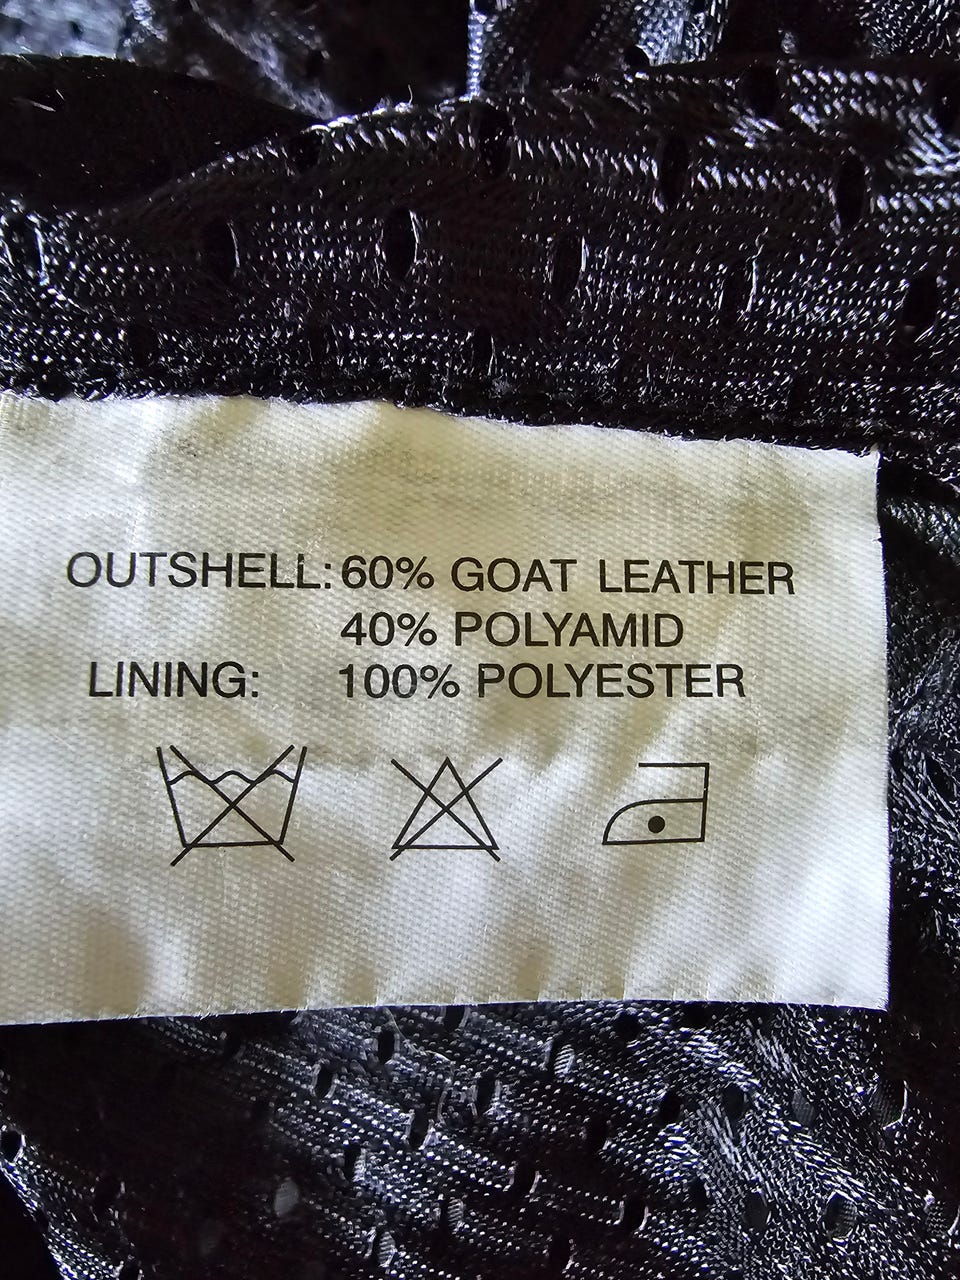 OUTSHELL: 60% GOAT LEATHER
40% POLYAMID
LINING: 100% POLYESTER